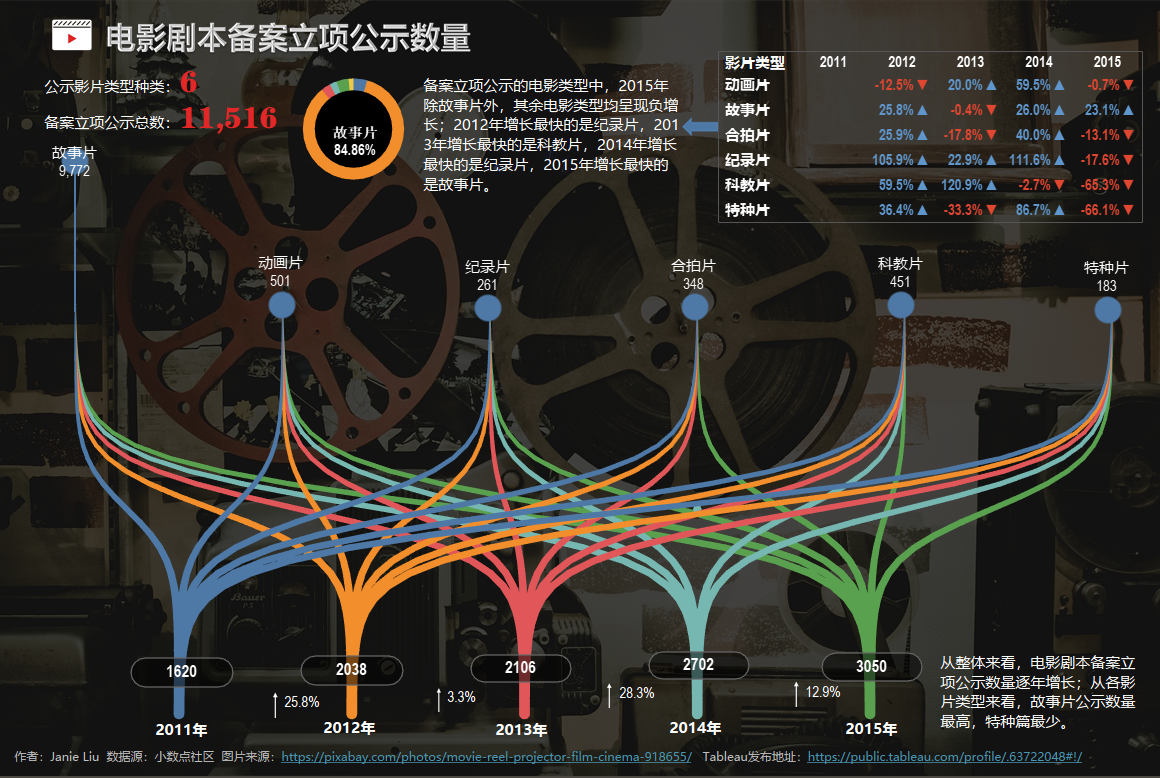 电影剧本备案立项公示数量
公示影片类型种类：6
备案立项公示总数：11,516
故事片
84.86%
备案立项公示的电影类型中，2015年
除故事片外，其余电影类型均呈现负增
长；2012年增长最快的是纪录片，201
3年增长最快的是科教片，2014年增长
最快的是纪录片，2015年增长最快的
是故事片。
影片类型 2011 2012 2013 2014 2015
动画片 -12.5%▼ 20.0%▲ 59.5%▲ -0.7%▼
故事片 25.8%▲ -0.4%▼ 26.0%▲ 23.1%▲
合拍片 25.9%▲ -17.8%▼ 40.0%▲ -13.1%▼
纪录片 105.9%▲ 22.9%▲ 111.6%▲ -17.6%▼
科教片 59.5%▲ 120.9%▲ -2.7%▼ -65.3%▼
特种片 36.4%▲ -33.3%▼ 86.7%▲ -66.1%▼
故事片
9,772
动画片
501
纪录片
261
合拍片
348
科教片
451
特种片
183
Bauer
P5
1620
2038
2106
2702
3050
25.8%
3.3%
28.3%
12.9%
2011年
2012年
2013年
2014年
2015年
从整体来看，电影剧本备案立
项公示数量逐年增长；从各影
片类型来看，故事片公示数量
最高，特种篇最少。
作者：Janie Liu 数据源：小数点社区 图片来源：https://pixabay.com/photos/movie-reel-projector-film-cinema-918655/ Tableau发布地址：https://public.tableau.com/profile/.63722048#!/